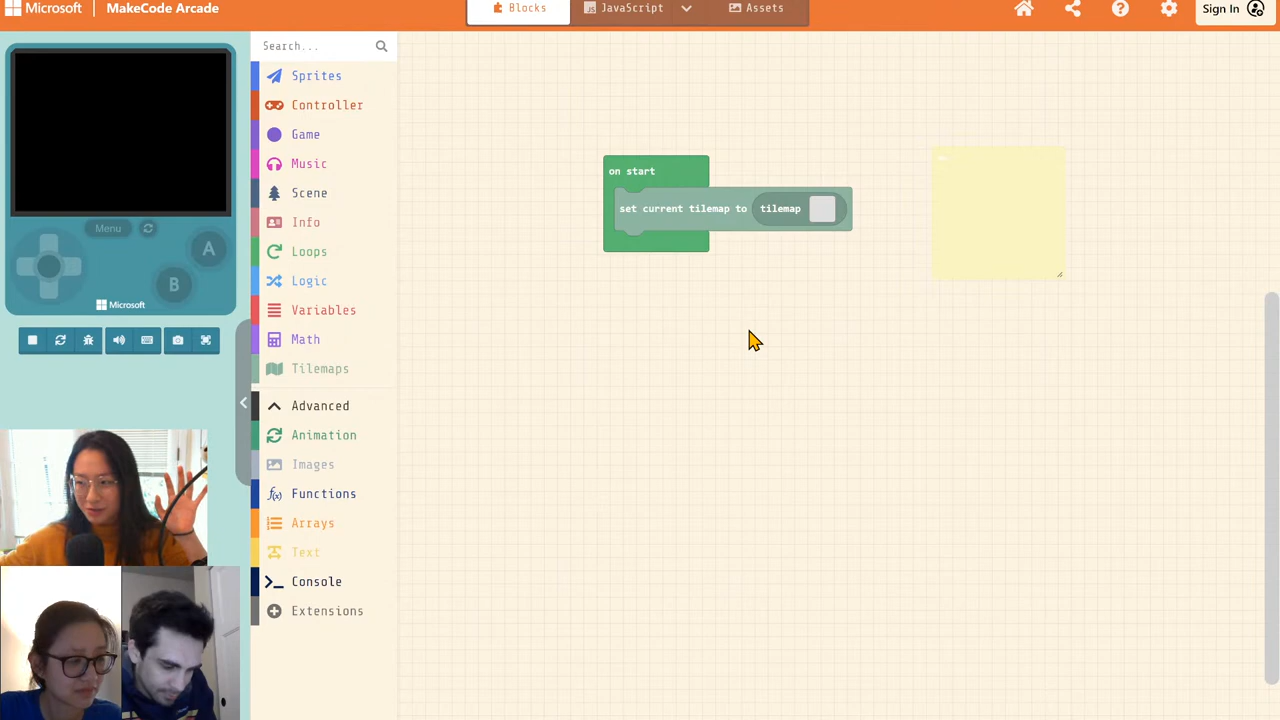 Microsoft MakeCode Arcade Blocks JavaScript Assets Sign In
Search...
Sprites
Controller
Game
Music
Scene
Info
Loops
Logic
Variables
Math
Tilemaps
Advanced
Animation
Images
Functions
Arrays
Text
Console
Extensions
Menu
A
B
Microsoft
on start
set current tilemap to tilemap